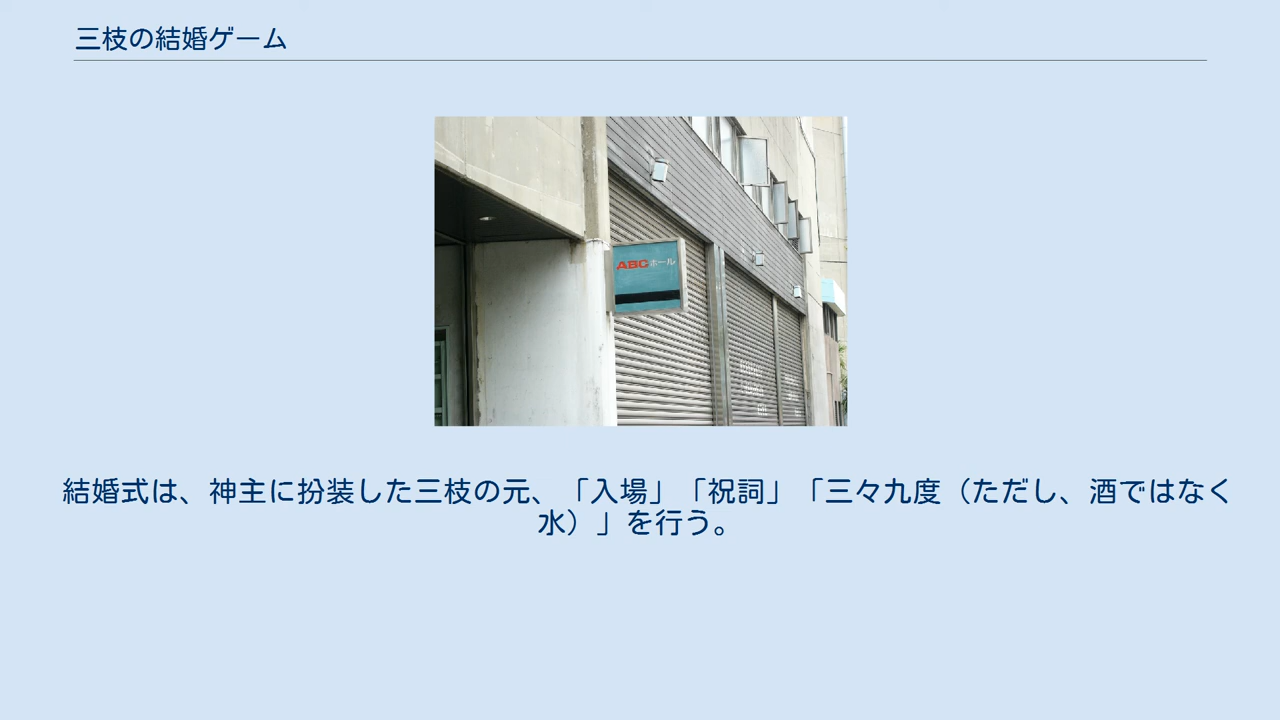 三枝の結婚ゲーム
ABCホール
結婚式は、神主に扮装した三枝の元、「入場」「祝詞」「三々九度（ただし、酒ではなく
水）」を行う。